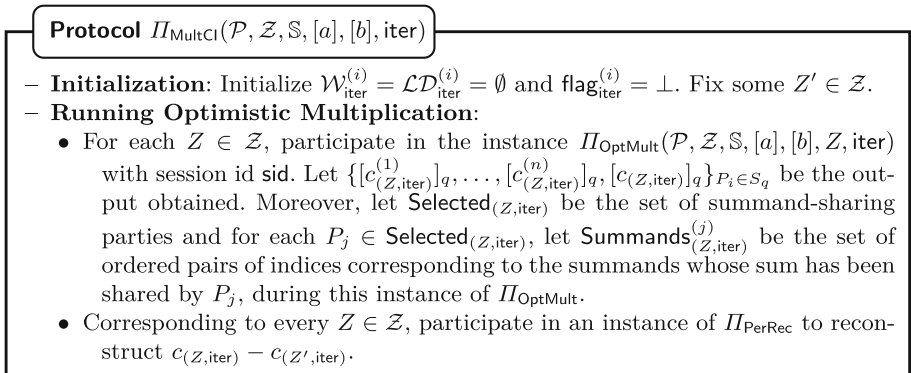 Protocol Π_MultCI(𝒫, 𝒵, 𝕊, [a], [b], iter)
– Initialization: Initialize 𝒲_iter^(i) = ℒ𝒟_iter^(i) = ∅ and flag_iter^(i) = ⊥. Fix some Z′ ∈ 𝒵.
– Running Optimistic Multiplication:
• For each Z ∈ 𝒵, participate in the instance Π_OptMult(𝒫, 𝒵, 𝕊, [a], [b], Z, iter)
with session id sid. Let {[c_(Z,iter)^(1)]_q, . . . , [c_(Z,iter)^(n)]_q, [c_(Z,iter)]_q}_{P_i∈S_q} be the out-
put obtained. Moreover, let Selected_(Z,iter) be the set of summand-sharing
parties and for each P_j ∈ Selected_(Z,iter), let Summands_(Z,iter)^(j) be the set of
ordered pairs of indices corresponding to the summands whose sum has been
shared by P_j, during this instance of Π_OptMult.
• Corresponding to every Z ∈ 𝒵, participate in an instance of Π_PerRec to recon-
struct c_(Z,iter) − c_(Z′,iter).